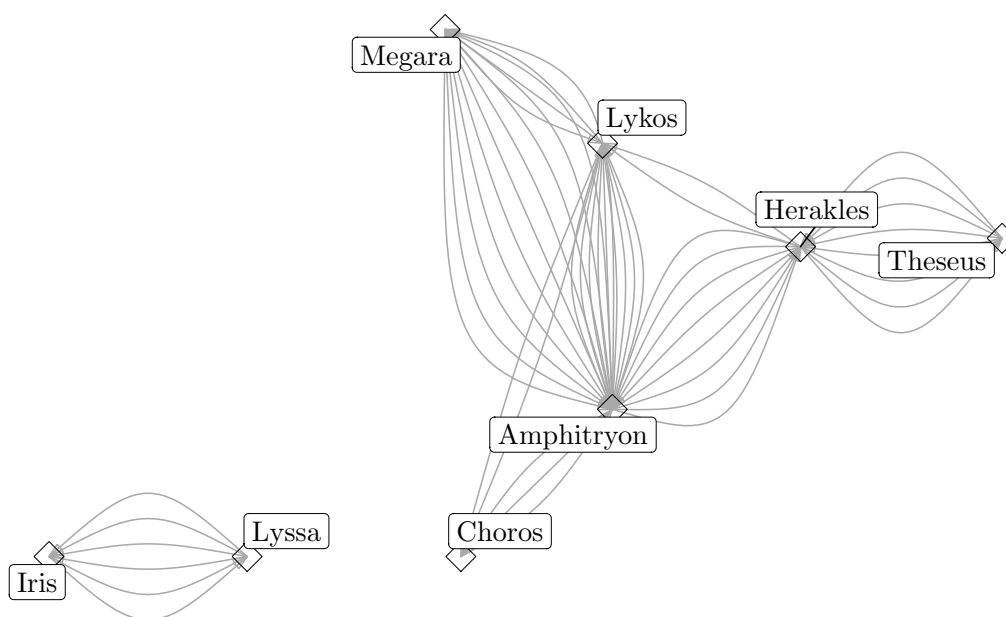 Megara
Lykos
Herakles
Theseus
Amphitryon
Choros
Lyssa
Iris